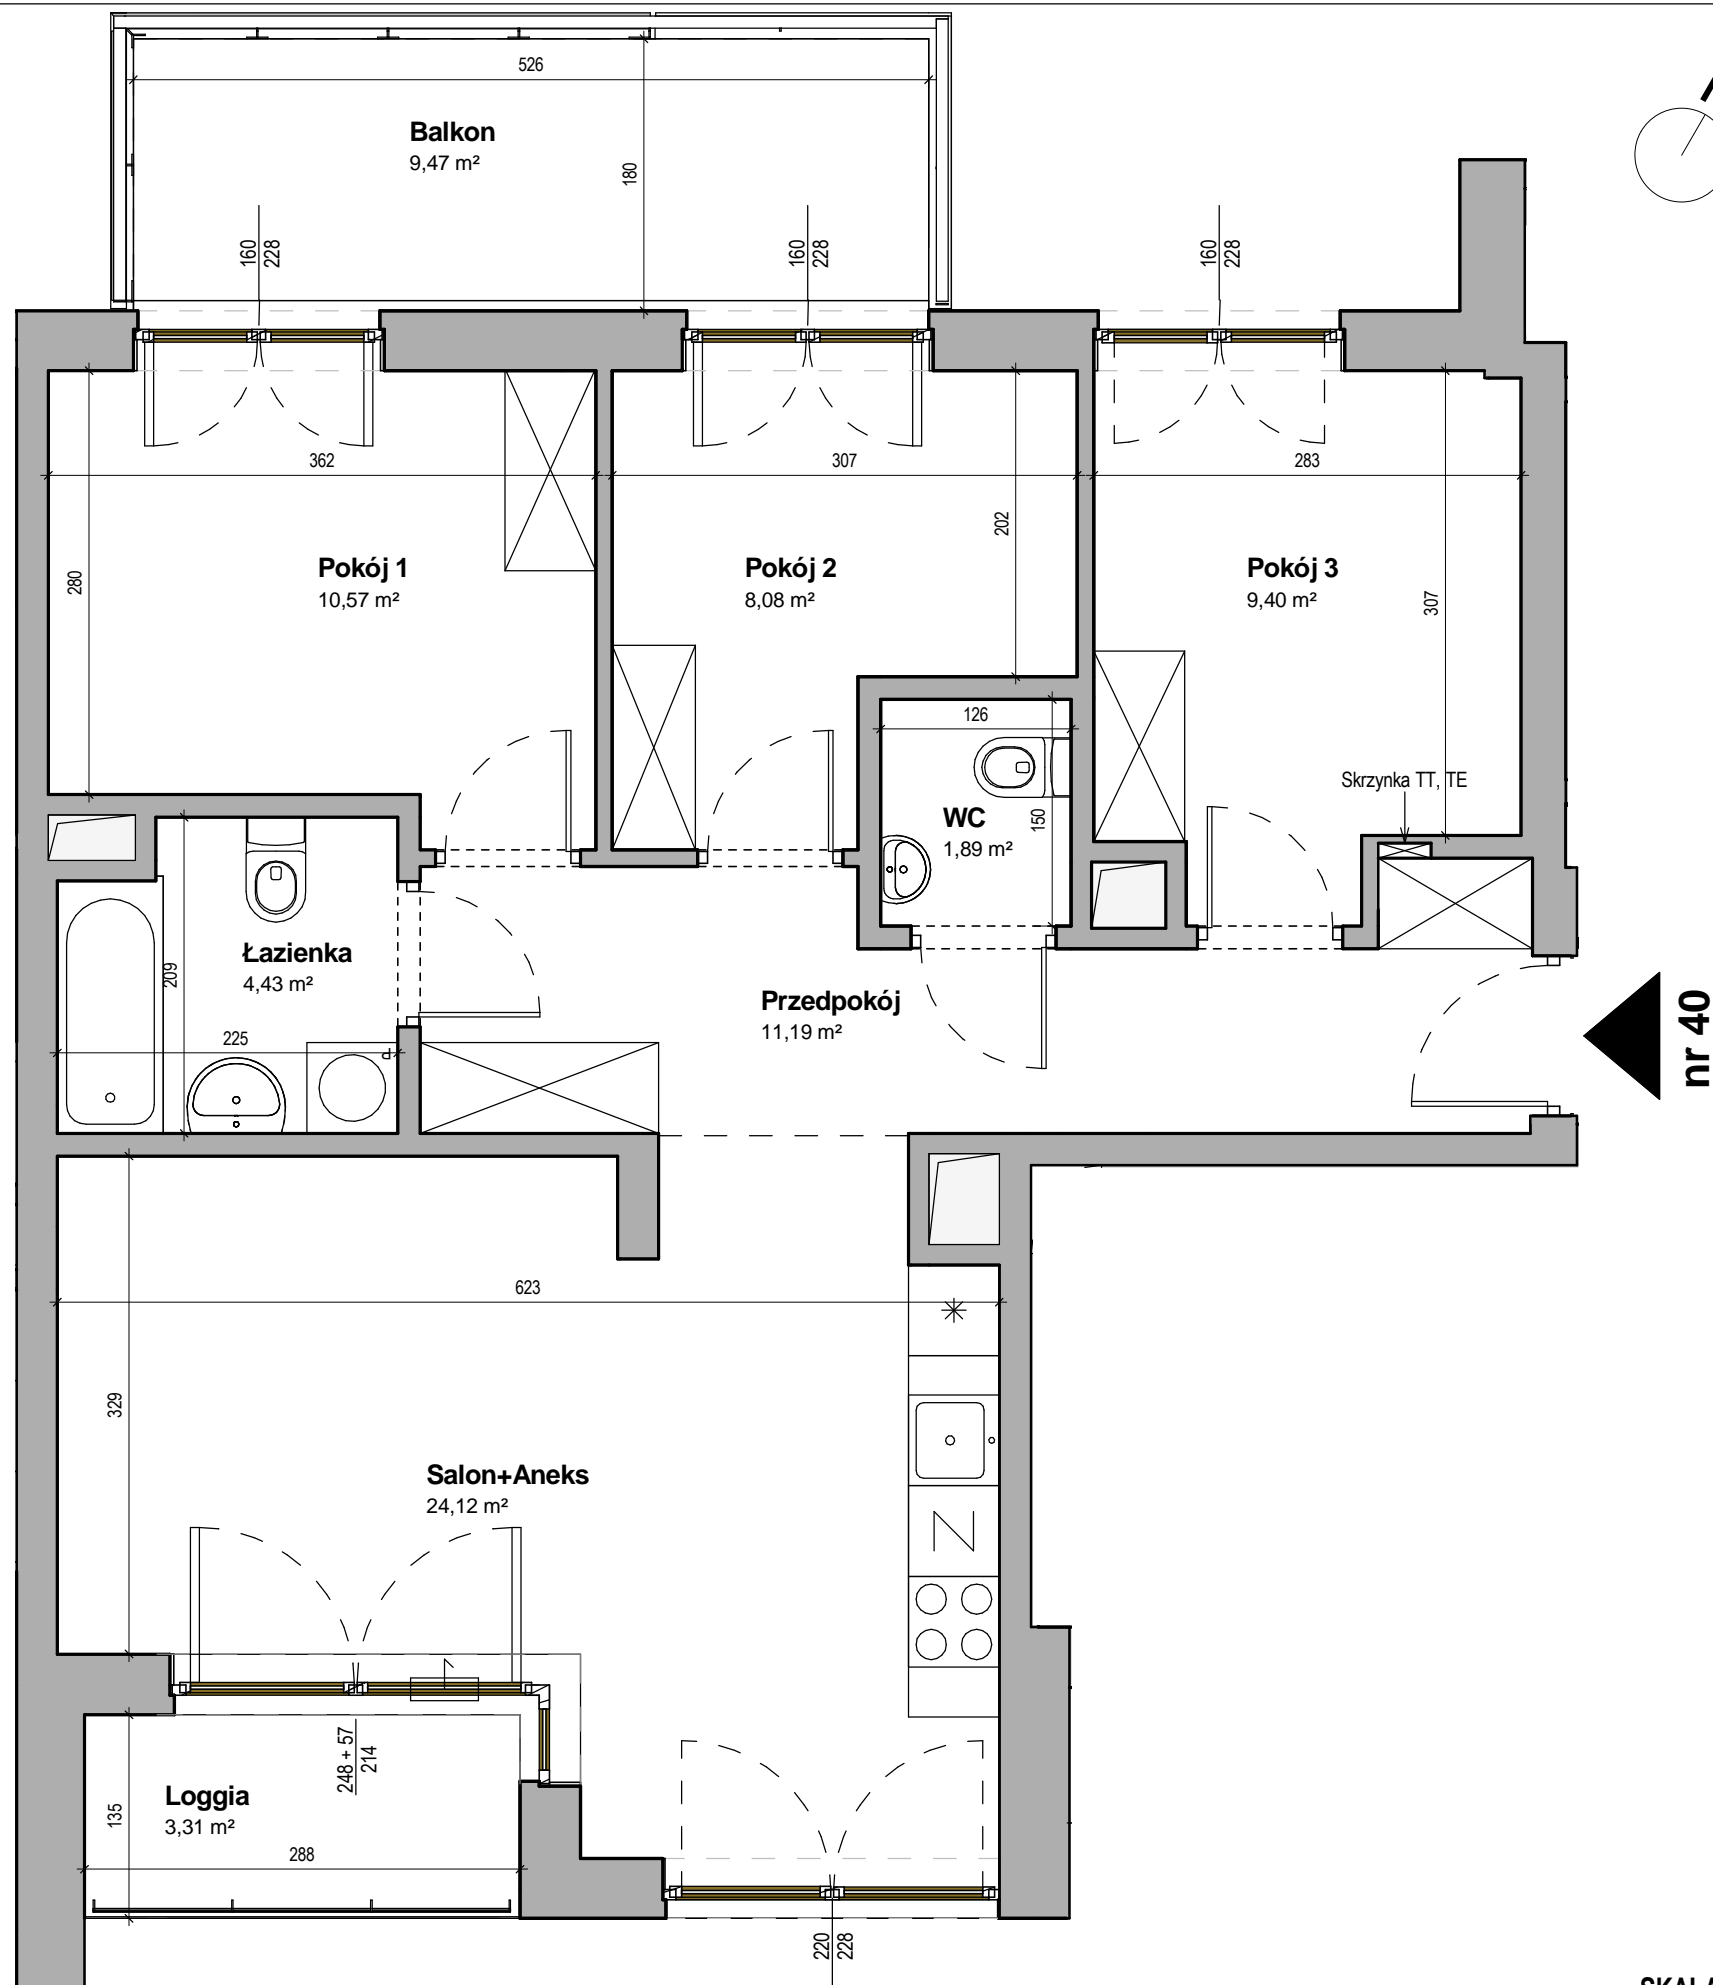 526
Balkon
9,47 m²
180
160
228
160
228
160
228
362
307
283
280
202
307
Pokój 1
10,57 m²
Pokój 2
8,08 m²
Pokój 3
9,40 m²
126
150
WC
1,89 m²
Skrzynka TT, TE
Łazienka
4,43 m²
209
225
P
Przedpokój
11,19 m²
nr 40
623
329
Salon+Aneks
24,12 m²
248 + 57
214
Loggia
3,31 m²
135
288
220
228